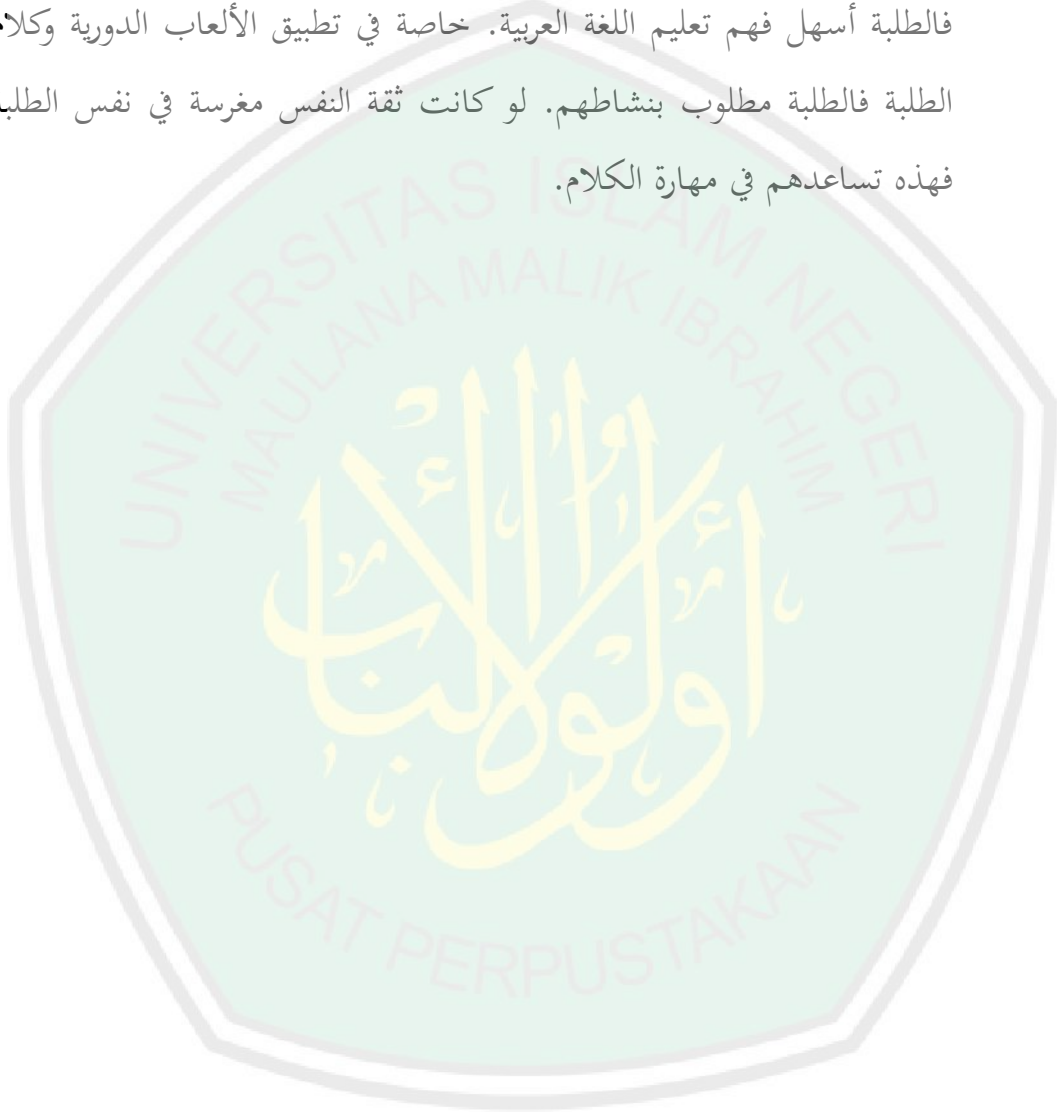 فالطلبة أسهل فهم تعليم اللغة العربية. خاصة في تطبيق الألعاب الدورية
الطلبة فالطلبة مطلوب بنشاطهم. لو كانت ثقة النفس مغرسة في نفس
فهذه تساعدهم في مهارة الكلام.
UNIVERSITAS ISLAM NEGERI
MAULANA MALIK IBRAHIM
PUSAT PERPUSTAKAAN